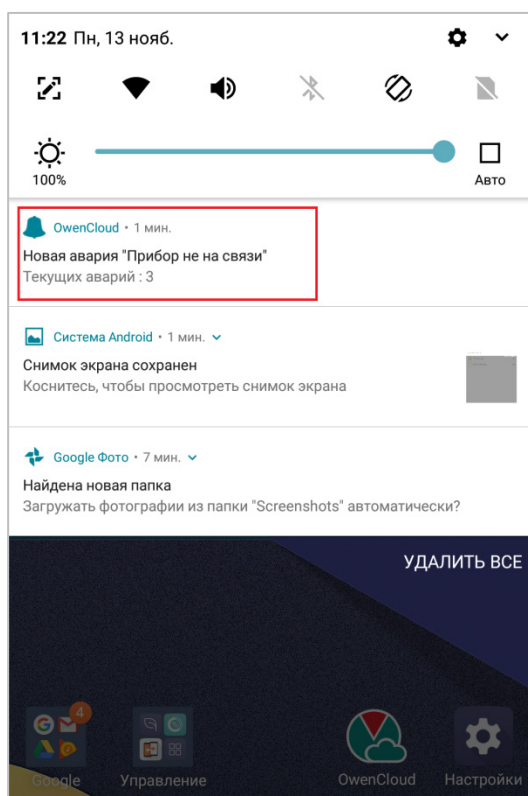 11:22 Пн, 13 нояб.
100%
Авто
OwenCloud • 1 мин.
Новая авария "Прибор не на связи"
Текущих аварий : 3
Система Android • 1 мин.
Снимок экрана сохранен
Коснитесь, чтобы просмотреть снимок экрана
Google Фото • 7 мин.
Найдена новая папка
Загружать фотографии из папки "Screenshots" автоматически?
УДАЛИТЬ ВСЕ
4
Google Управление OwenCloud Настройки